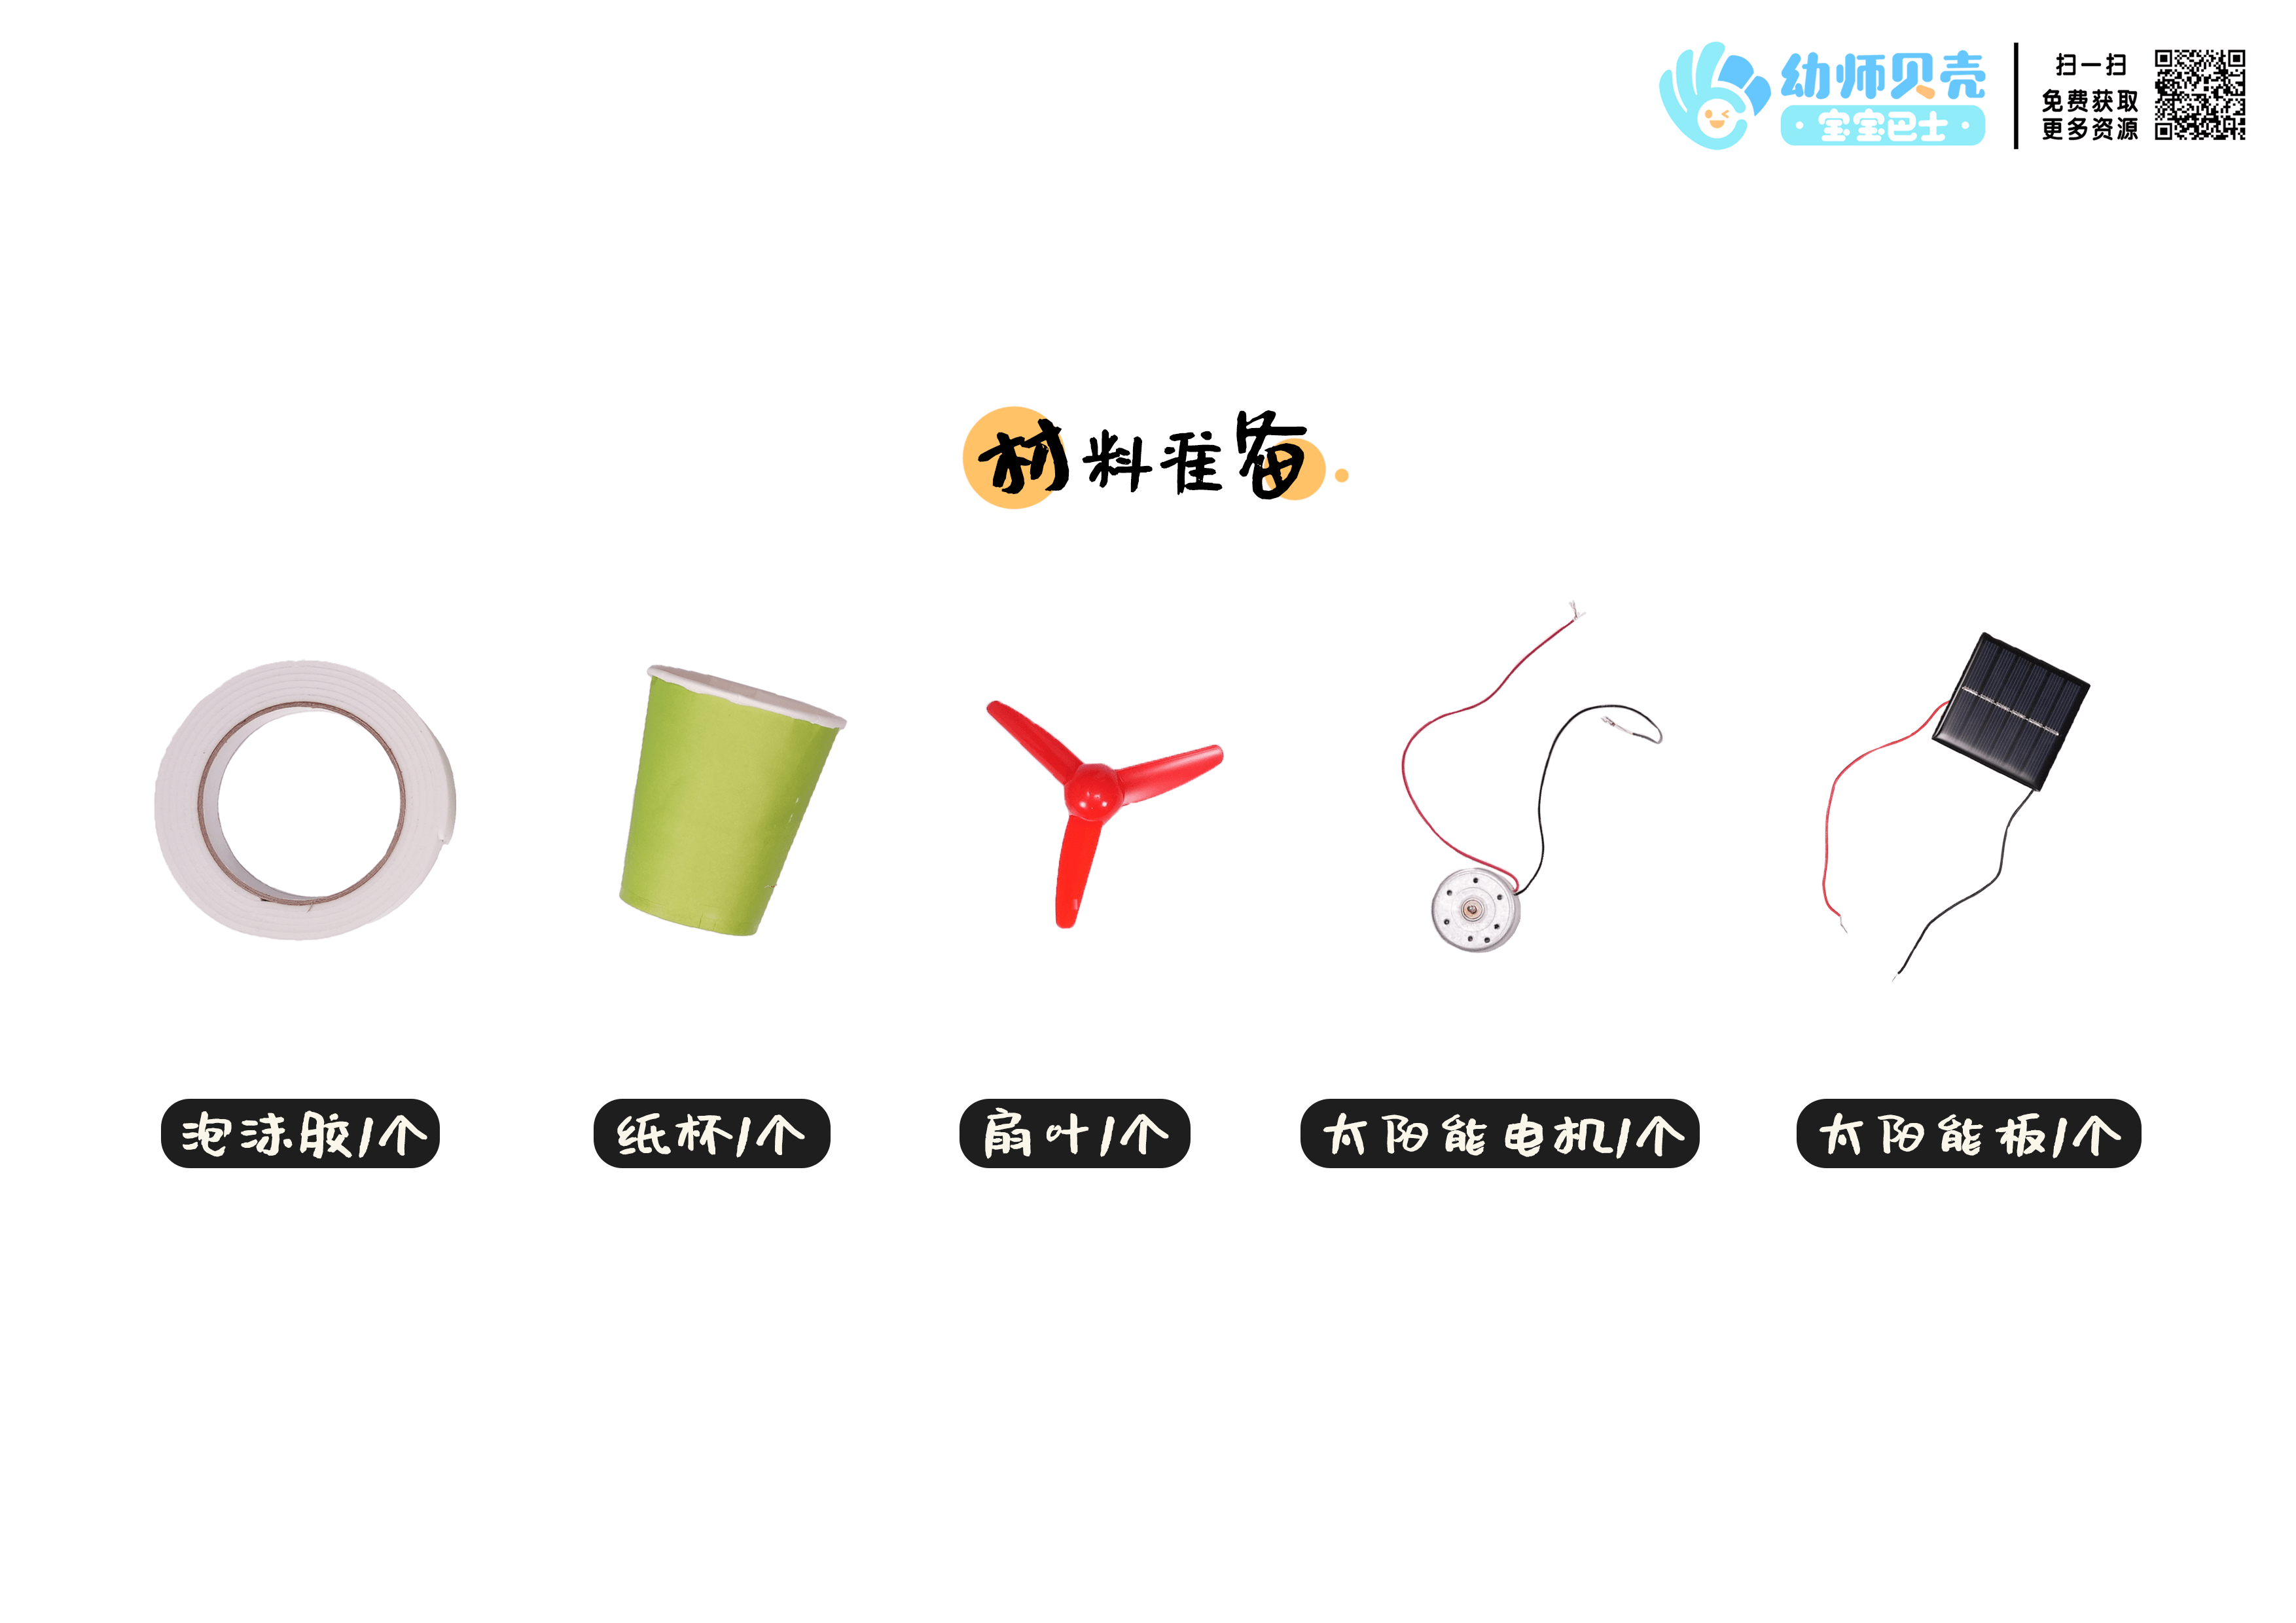 幼师贝壳
·宝宝巴士·
扫一扫
免费获取
更多资源
材料准备
泡沫胶1个
纸杯1个
扇叶1个
太阳能电机1个
太阳能板1个